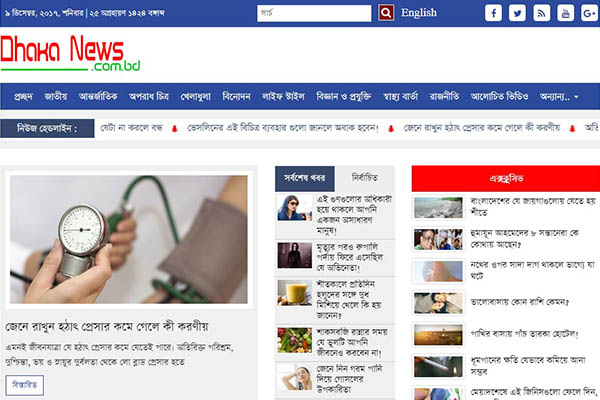 ৯ ডিসেম্বর, ২০১৭, শনিবার | ২৫ অগ্রহায়ণ ১৪২৪ বঙ্গাব্দ
সার্চ
English
Dhaka News
.com.bd
প্রচ্ছদ জাতীয় আন্তর্জাতিক অপরাধ চিত্র খেলাধুলা বিনোদন লাইফ স্টাইল বিজ্ঞান ও প্রযুক্তি স্বাস্থ্য বার্তা রাজনীতি আলোচিত ভিডিও অন্যান্য..
নিউজ হেডলাইন :
যেটা না করলে বন্ধ ভেসলিনের এই বিচিত্র ব্যবহার গুলো জানলে অবাক হবেন! জেনে রাখুন হঠাৎ প্রেসার কমে গেলে কী করণীয়
জেনে রাখুন হঠাৎ প্রেসার কমে গেলে কী করণীয়
এমনই জীবনযাত্রা যে হঠাৎ প্রেসার কমে যেতেই পারে। অতিরিক্ত পরিশ্রম,
দুশ্চিন্তা, ভয় ও স্নায়ুর দুর্বলতা থেকে লো ব্লাড প্রেসার হতে
বিস্তারিত
সর্বশেষ খবর নির্বাচিত
এই গুণগুলোর অধিকারী
হয়ে থাকলে আপনি
একজন অসাধারণ
মানুষ!
মৃত্যুর পরও রুপালি
পর্দায় ফিরে এসেছিল
যে অভিনেতা!
শীতকালে প্রতিদিন
হলুদের সঙ্গে দুধ
মিশিয়ে খেলে কি হয়
জানেন?
শাকসবজি রান্নার সময়
যে ভুলটি আপনি
জীবনেও করবেন না!
জেনে নিন গরম পানি
দিয়ে গোসলের
উপকারিতা
এক্সক্লুসিভ
বাংলাদেশের যে জায়গাগুলোয় যেতে হয়
শীতে
হুমায়ূন আহমেদের ৮ সন্তানেরা কে
কোথায় আছেন?
নখের ওপর সাদা দাগ থাকলে ভাগ্যে যা
ঘটে
ভালোবাসায় কোন রাশি কেমন?
পাখির বাসায় পাঁচ তারকা হোটেল!
ধূমপানের ক্ষতি যেভাবে কমিয়ে আনা
সম্ভব
মেয়াদশেষে এই জিনিসগুলো ফেলে দিন,